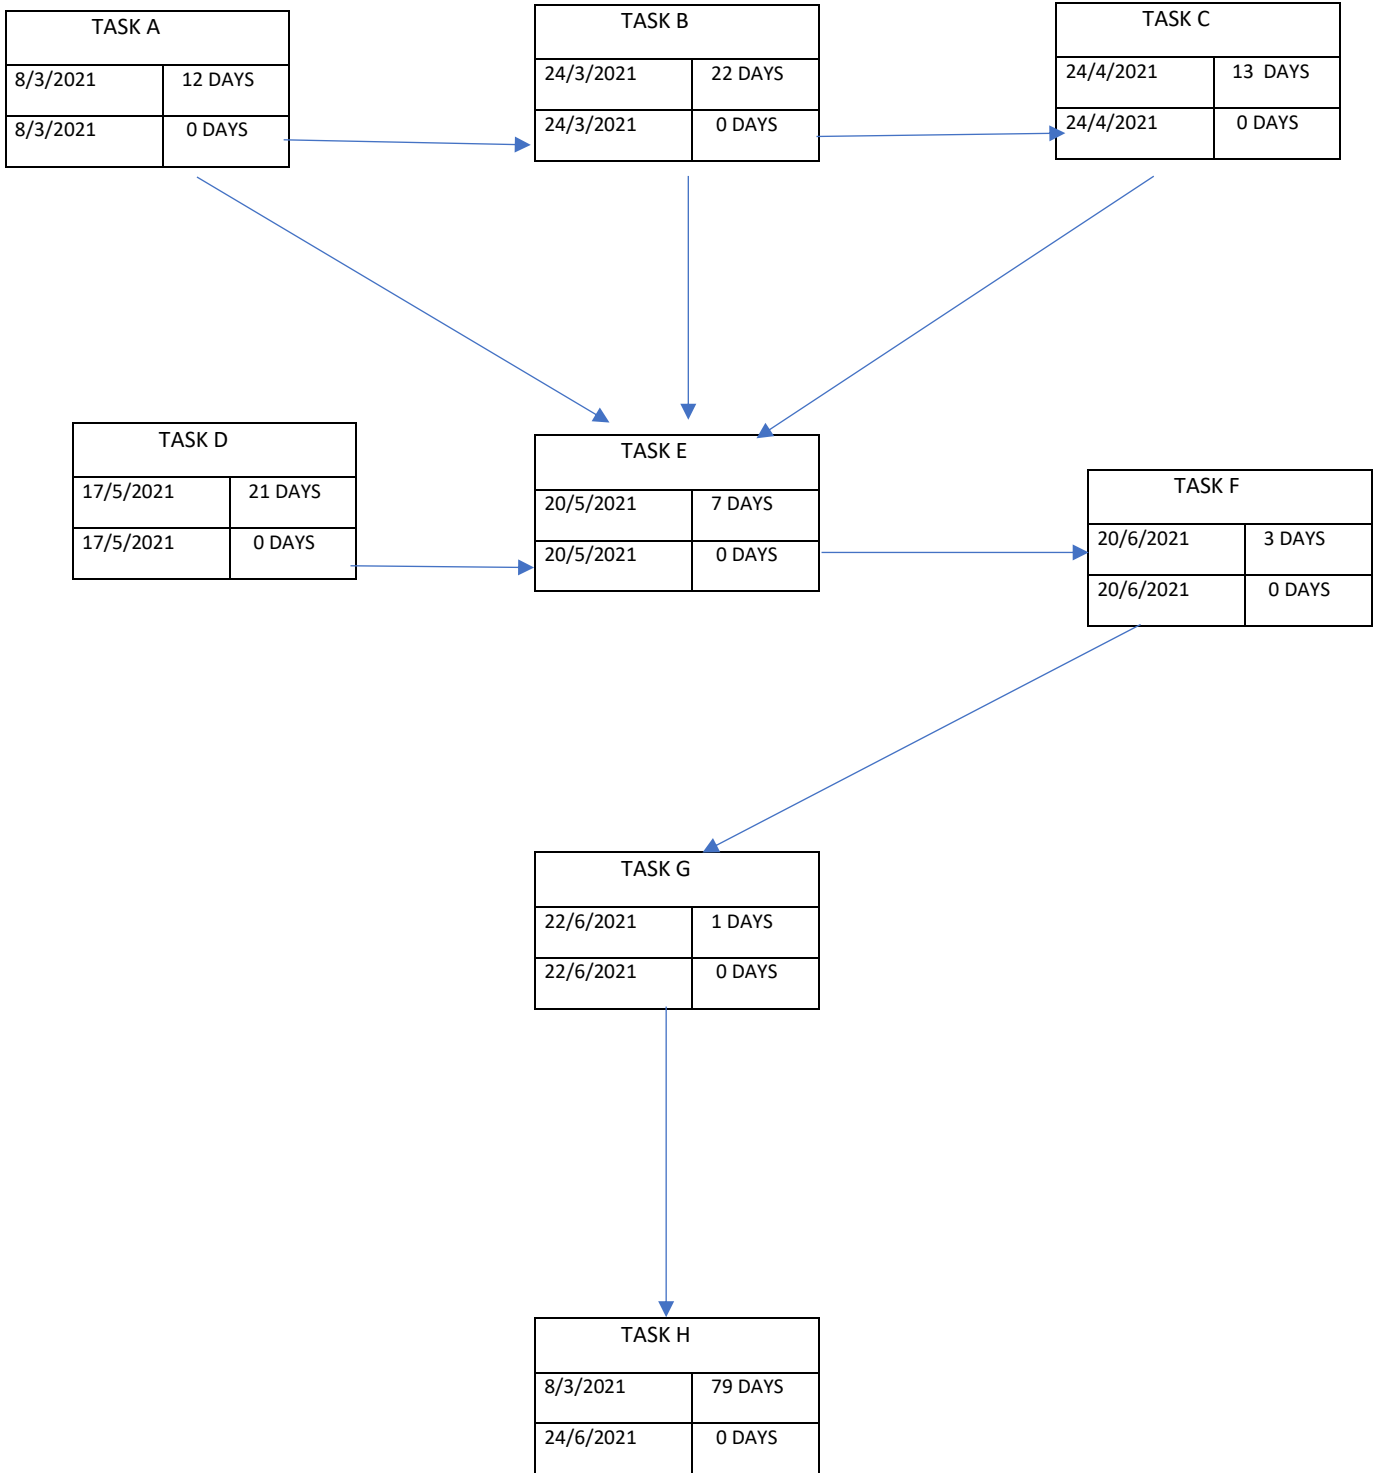 TASK A
8/3/2021 12 DAYS
8/3/2021 0 DAYS
TASK B
24/3/2021 22 DAYS
24/3/2021 0 DAYS
TASK C
24/4/2021 13 DAYS
24/4/2021 0 DAYS
TASK D
17/5/2021 21 DAYS
17/5/2021 0 DAYS
TASK E
20/5/2021 7 DAYS
20/5/2021 0 DAYS
TASK F
20/6/2021 3 DAYS
20/6/2021 0 DAYS
TASK G
22/6/2021 1 DAYS
22/6/2021 0 DAYS
TASK H
8/3/2021 79 DAYS
24/6/2021 0 DAYS